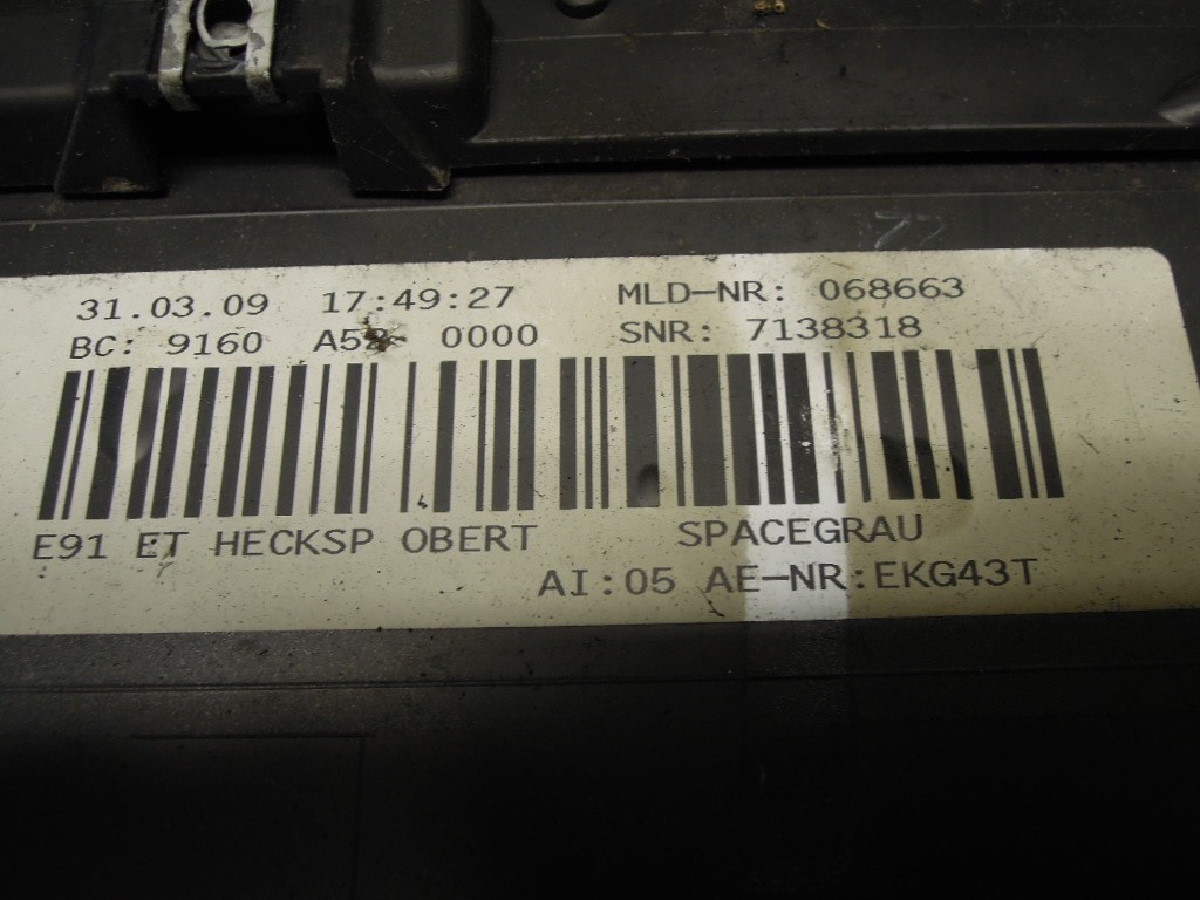 31.03.09 17:49:27 MLD-NR: 068663
BC: 9160 0000 SNR: 7138318
E91 ET HECKSP OBERT SPACEGRAU
AI:05 AE-NR:EKG43T